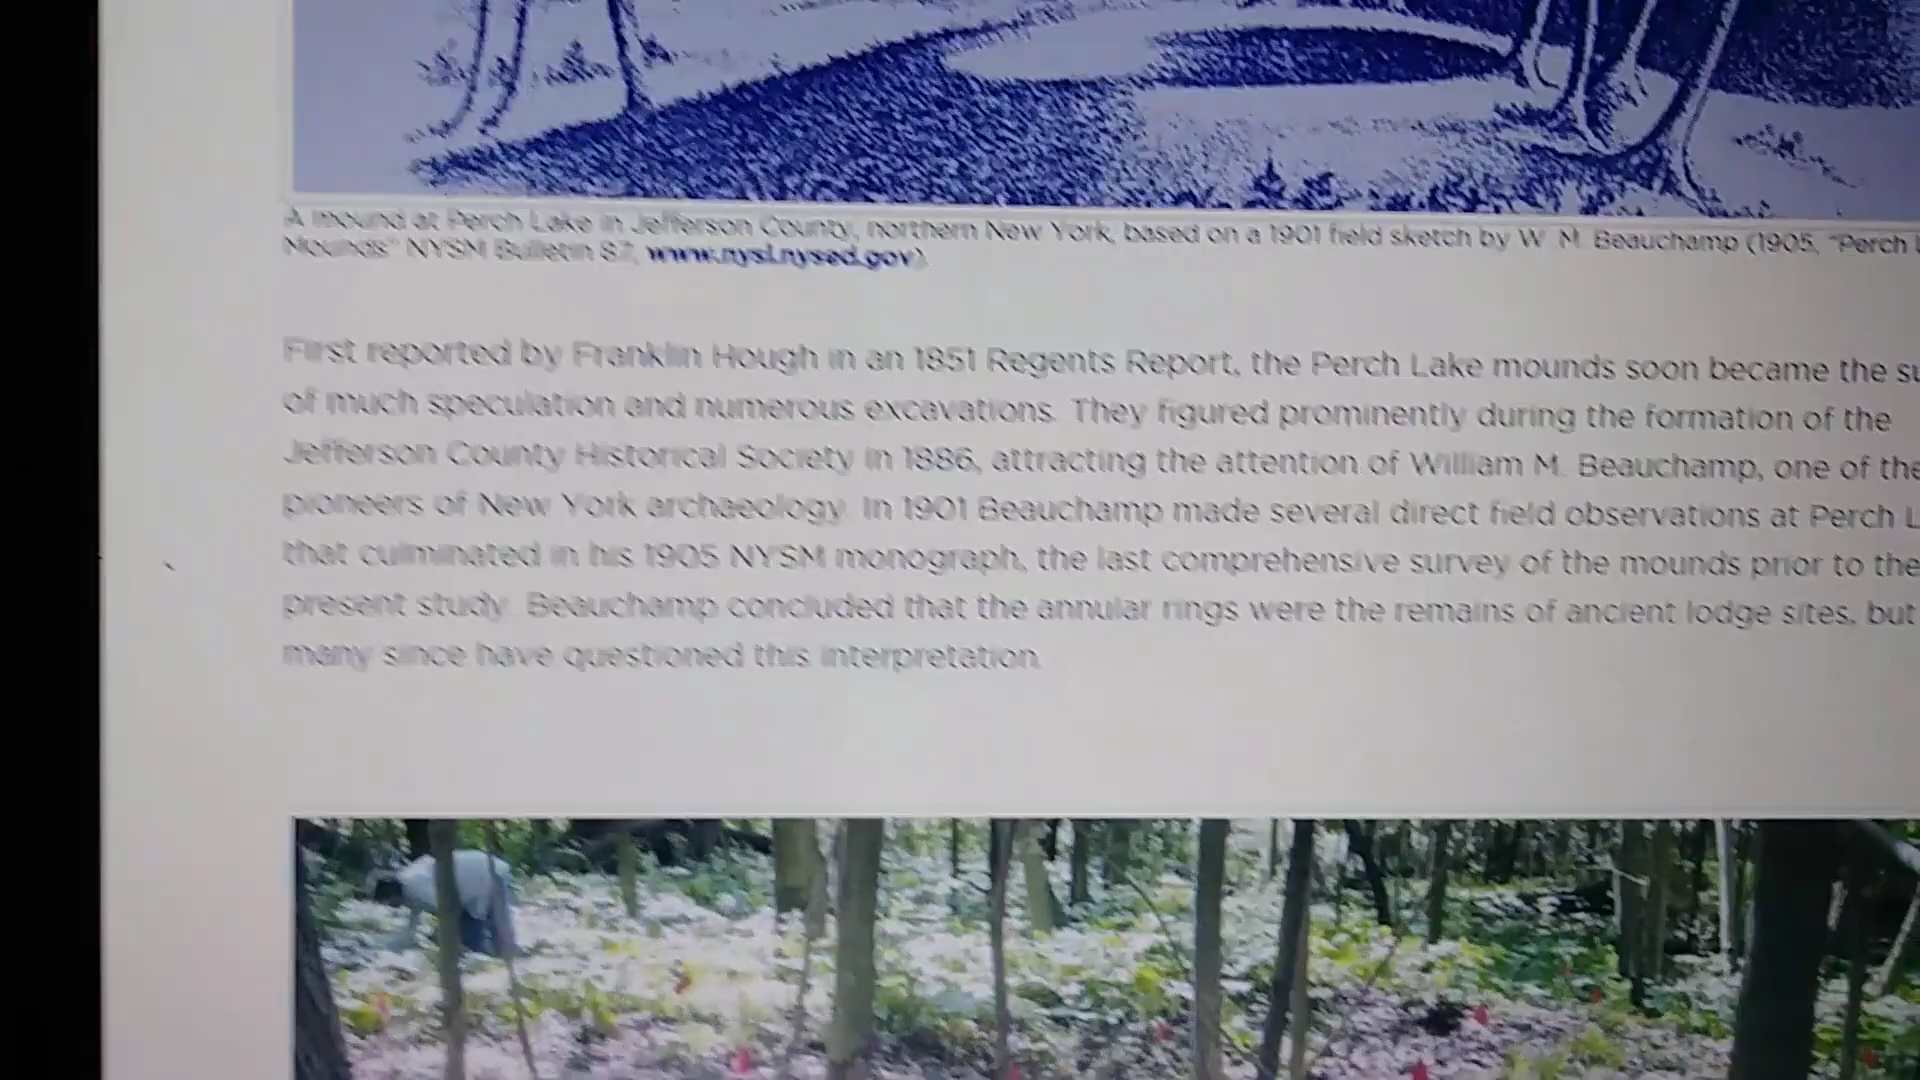 A mound at Perch Lake in Jefferson County, northern New York, based on a 1901 field sketch by W. M. Beauchamp (1905, "Perch
Mounds" NYSM Bulletin 87, www.nysl.nysed.gov)
First reported by Franklin Hough in an 1851 Regents Report, the Perch Lake mounds soon became the
of much speculation and numerous excavations. They figured prominently during the formation of the
Jefferson County Historical Society in 1886, attracting the attention of William M. Beauchamp, one of the
pioneers of New York archaeology. In 1901 Beauchamp made several direct field observations at Perch
that culminated in his 1905 NYSM monograph, the last comprehensive survey of the mounds prior to the
present study. Beauchamp concluded that the annular rings were the remains of ancient lodge sites, but
many since have questioned this interpretation.